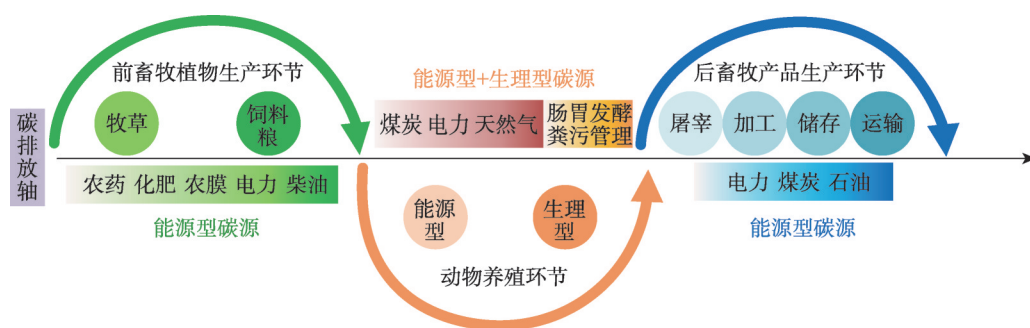 碳排放轴
前畜牧植物生产环节
牧草
饲料
粮
农药 化肥 农膜 电力 柴油
能源型碳源
能源型+生理型碳源
煤炭 电力 天然气
肠胃发酵
粪污管理
能源
型
生理
型
动物养殖环节
后畜牧产品生产环节
屠宰
加工
储存
运输
电力 煤炭 石油
能源型碳源